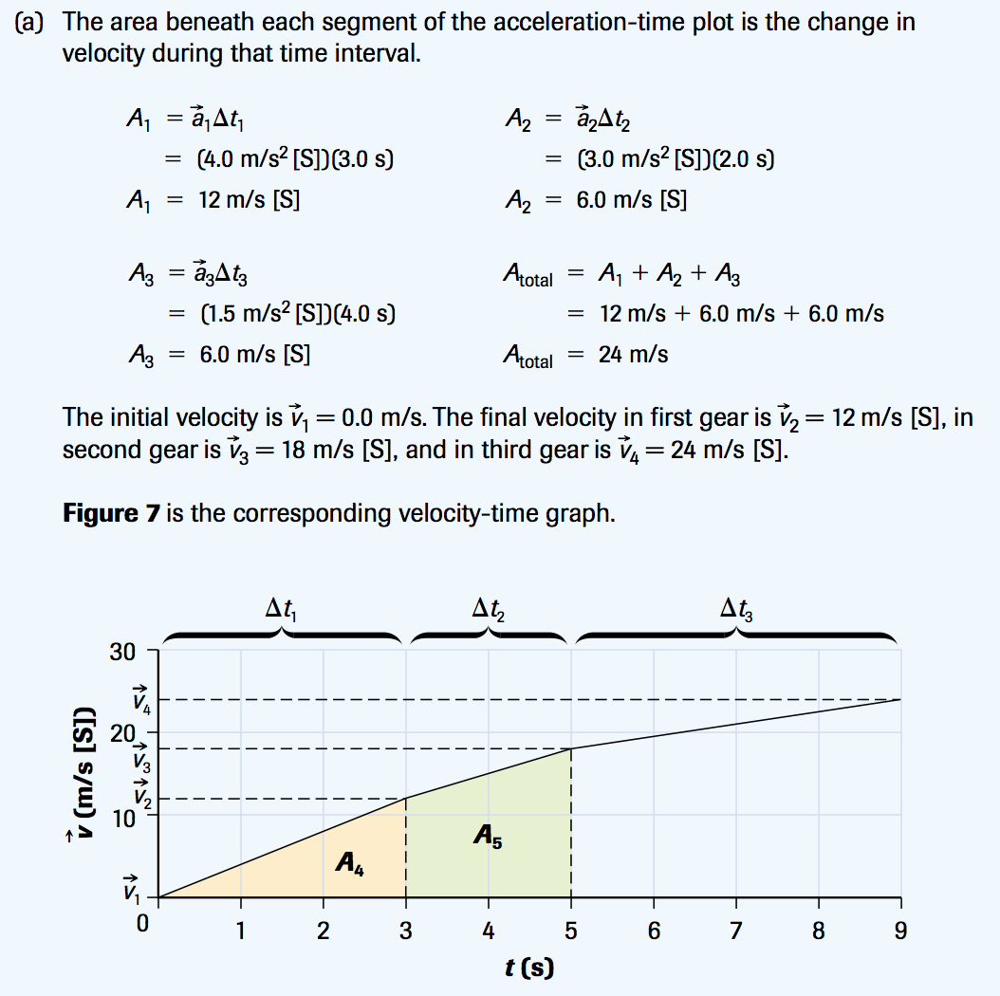 (a) The area beneath each segment of the acceleration-time plot is the change in
velocity during that time interval.
A₁ = a⃗₁Δt₁
= (4.0 m/s² [S])(3.0 s)
A₁ = 12 m/s [S]
A₂ = a⃗₂Δt₂
= (3.0 m/s² [S])(2.0 s)
A₂ = 6.0 m/s [S]
A₃ = a⃗₃Δt₃
= (1.5 m/s² [S])(4.0 s)
A₃ = 6.0 m/s [S]
Atotal = A₁ + A₂ + A₃
= 12 m/s + 6.0 m/s + 6.0 m/s
Atotal = 24 m/s
The initial velocity is v⃗₁ = 0.0 m/s. The final velocity in first gear is v⃗₂ = 12 m/s [S], in
second gear is v⃗₃ = 18 m/s [S], and in third gear is v⃗₄ = 24 m/s [S].
Figure 7 is the corresponding velocity-time graph.
Δt₁ Δt₂ Δt₃
30
v⃗₄
20
v⃗₃
v⃗₂
10
v⃗₁
v⃗ (m/s [S])
A₄
A₅
0 1 2 3 4 5 6 7 8 9
t (s)